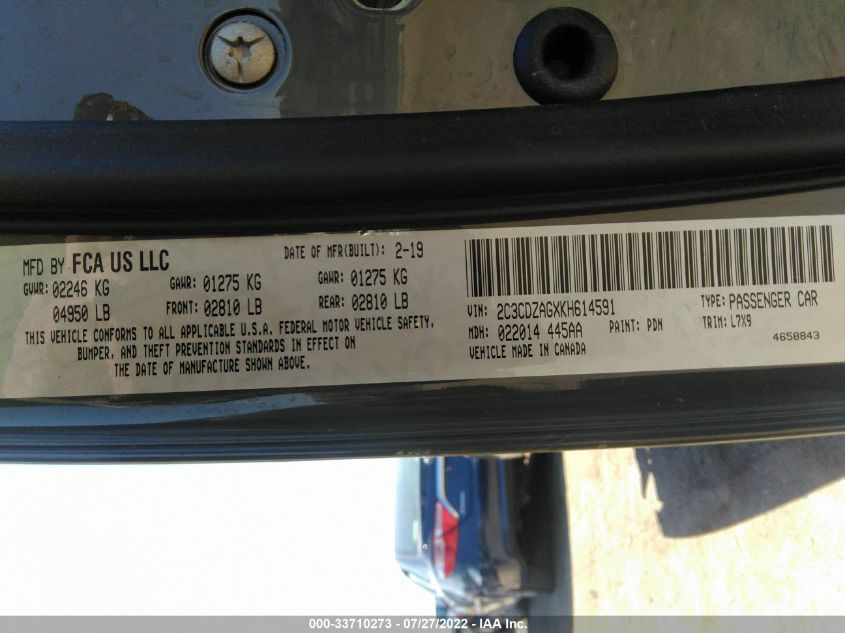 MFD BY FCA US LLC DATE OF MFR(BUILT): 2-19
GVWR: 02246 KG GAWR: 01275 KG GAWR: 01275 KG
04950 LB FRONT: 02810 LB REAR: 02810 LB
THIS VEHICLE CONFORMS TO ALL APPLICABLE U.S.A. FEDERAL MOTOR VEHICLE SAFETY,
BUMPER, AND THEFT PREVENTION STANDARDS IN EFFECT ON
THE DATE OF MANUFACTURE SHOWN ABOVE.
VIN: 2C3CDZAGXKH614591 TYPE: PASSENGER CAR
MDH: 022014 445AA PAINT: PDN TRIM: L7X9
VEHICLE MADE IN CANADA 4658843
000-33710273 - 07/27/2022 - IAA Inc.